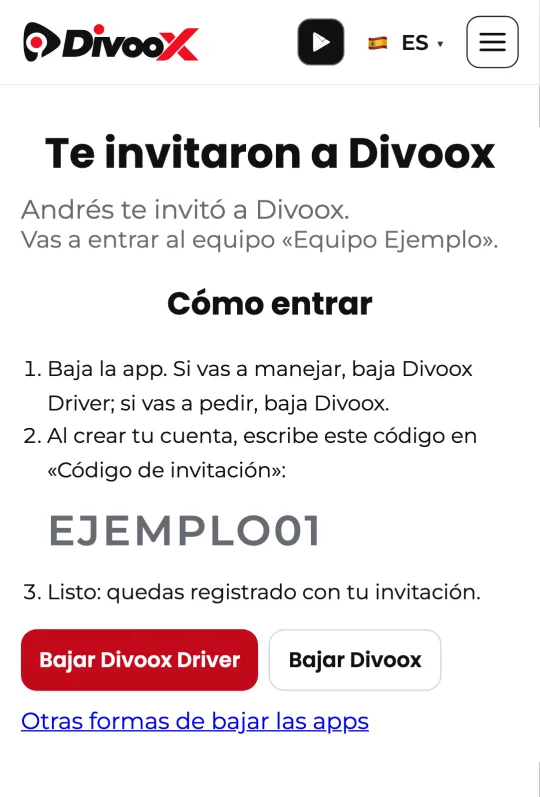 DivooX
ES
Te invitaron a Divoox
Andrés te invitó a Divoox.
Vas a entrar al equipo «Equipo Ejemplo».
Cómo entrar
1. Baja la app. Si vas a manejar, baja Divoox
Driver; si vas a pedir, baja Divoox.
2. Al crear tu cuenta, escribe este código en
«Código de invitación»:
EJEMPLO01
3. Listo: quedas registrado con tu invitación.
Bajar Divoox Driver
Bajar Divoox
Otras formas de bajar las apps